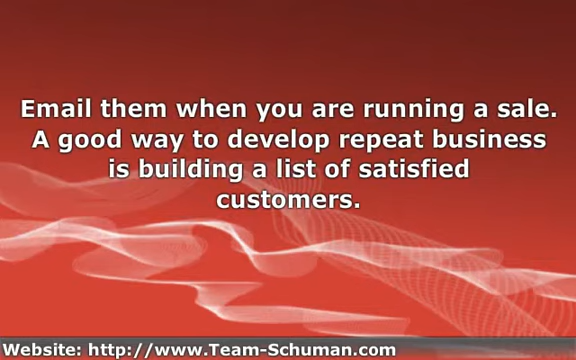 Email them when you are running a sale.
A good way to develop repeat business
is building a list of satisfied
customers.
Website: http://www.Team-Schuman.com